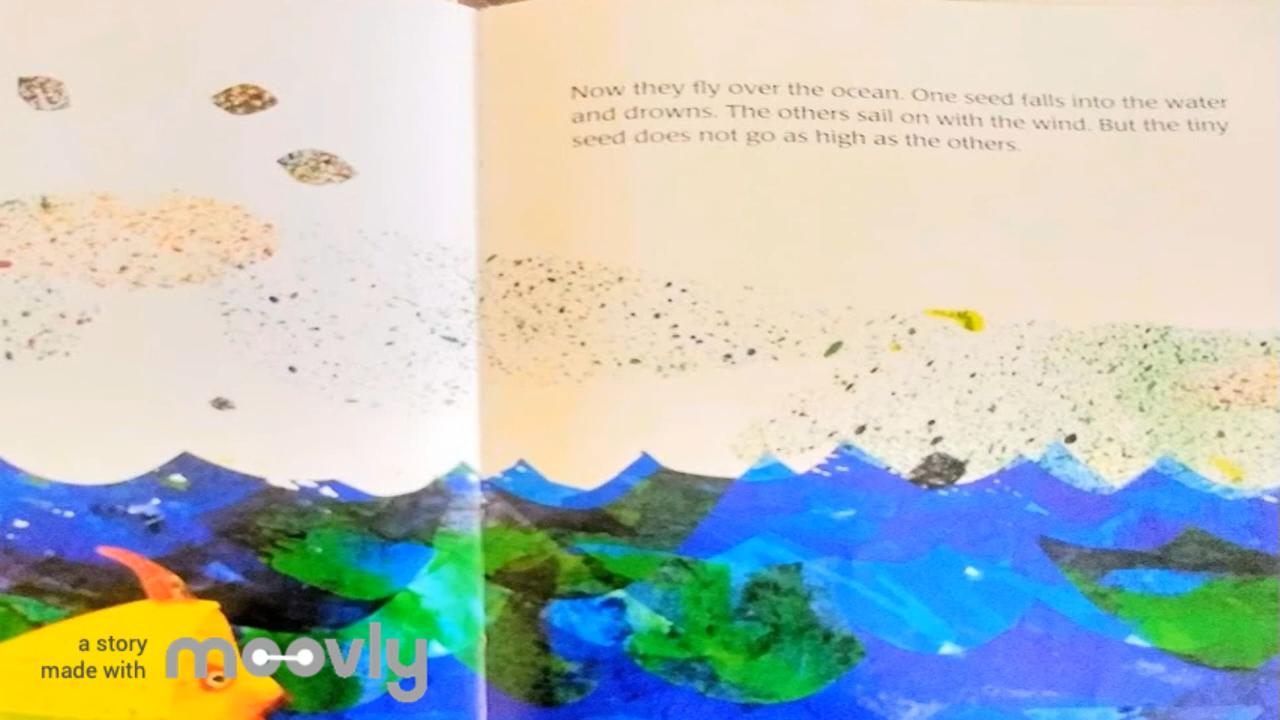 Now they fly over the ocean. One seed falls into the water
and drowns. The others sail on with the wind. But the tiny
seed does not go as high as the others.
a story
made with
moovly